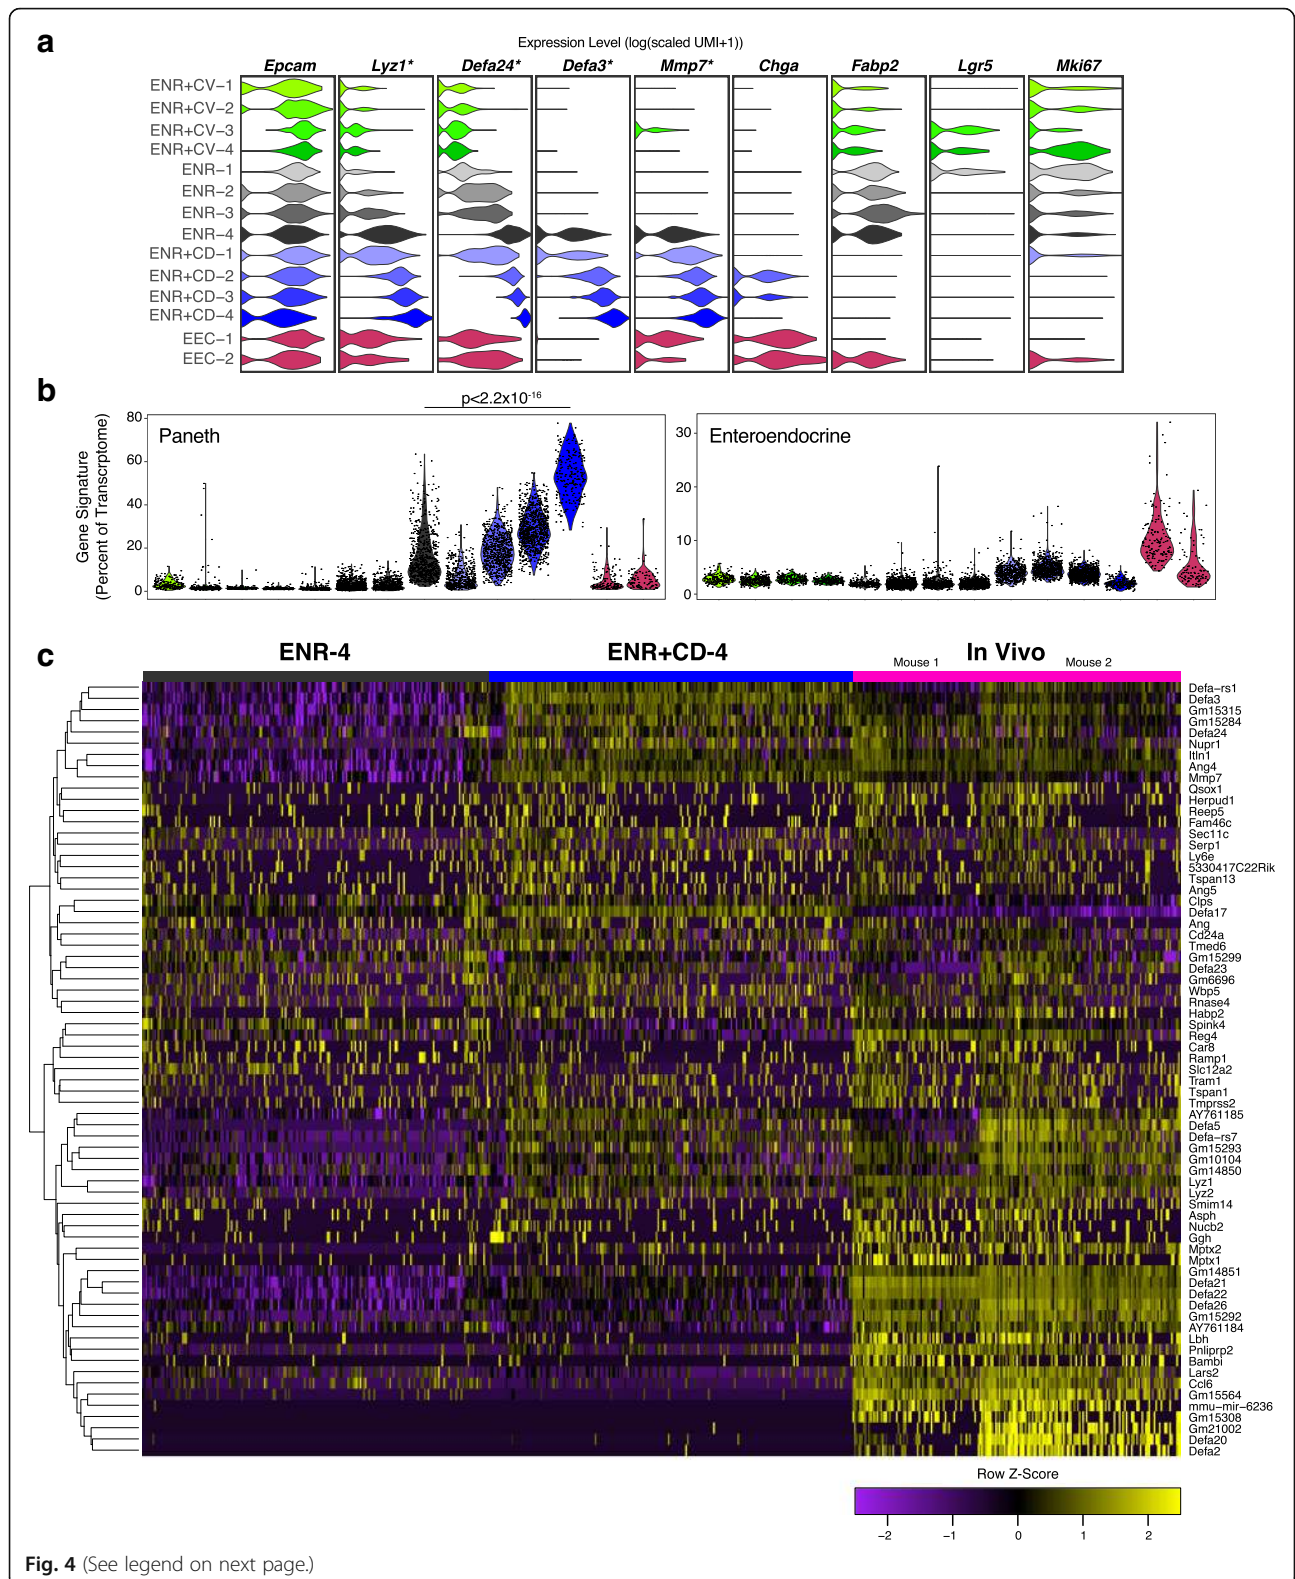 a
Expression Level (log(scaled UMI+1))
Epcam Lyz1* Defa24* Defa3* Mmp7* Chga Fabp2 Lgr5 Mki67
ENR+CV−1
ENR+CV−2
ENR+CV−3
ENR+CV−4
ENR−1
ENR−2
ENR−3
ENR−4
ENR+CD−1
ENR+CD−2
ENR+CD−3
ENR+CD−4
EEC−1
EEC−2
b
p<2.2x10-16
Gene Signature
(Percent of Transcrptome)
80
60
40
20
0
Paneth
30
20
10
0
Enteroendocrine
c
ENR-4 ENR+CD-4 In Vivo
Mouse 1 Mouse 2
Defa−rs1
Defa3
Gm15315
Gm15284
Defa24
Nupr1
Itln1
Ang4
Mmp7
Qsox1
Herpud1
Reep5
Fam46c
Sec11c
Serp1
Ly6e
5330417C22Rik
Tspan13
Ang5
Clps
Defa17
Ang
Cd24a
Tmed6
Gm15299
Defa23
Gm6696
Wbp5
Rnase4
Habp2
Spink4
Reg4
Car8
Ramp1
Slc12a2
Tram1
Tspan1
Tmprss2
AY761185
Defa5
Defa−rs7
Gm15293
Gm10104
Gm14850
Lyz1
Lyz2
Smim14
Asph
Nucb2
Ggh
Mptx2
Mptx1
Gm14851
Defa21
Defa22
Defa26
Gm15292
AY761184
Lbh
Pnliprp2
Bambi
Lars2
Ccl6
Gm15564
mmu−mir−6236
Gm15308
Gm21002
Defa20
Defa2
Row Z-Score
−2 −1 0 1 2
Fig. 4 (See legend on next page.)